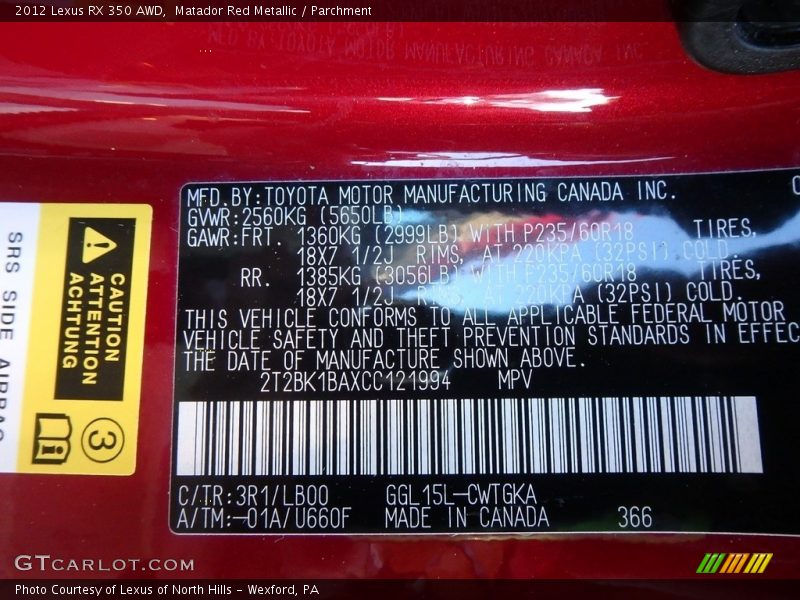 2012 Lexus RX 350 AWD,  Matador Red Metallic / Parchment
MFD.BY:TOYOTA MOTOR MANUFACTURING CANADA INC.
GVWR:2560KG (5650LB)
GAWR:FRT. 1360KG (2999LB) WITH P235/60R18 TIRES,
18X7 1/2J RIMS, AT 220KPA (32PSI) COLD.
RR. 1385KG (3056LB) WITH P235/60R18 TIRES,
18X7 1/2J RIMS, AT 220KPA (32PSI) COLD.
THIS VEHICLE CONFORMS TO ALL APPLICABLE FEDERAL MOTOR
VEHICLE SAFETY AND THEFT PREVENTION STANDARDS IN EFFEC
THE DATE OF MANUFACTURE SHOWN ABOVE.
2T2BK1BAXCC121994 MPV
C/TR:3R1/LB00 GGL15L-CWTGKA
A/TM:-01A/U660F MADE IN CANADA 366
SRS SIDE AIRBAG
CAUTION
ATTENTION
ACHTUNG
3
GTCARLOT.COM
Photo Courtesy of Lexus of North Hills - Wexford, PA